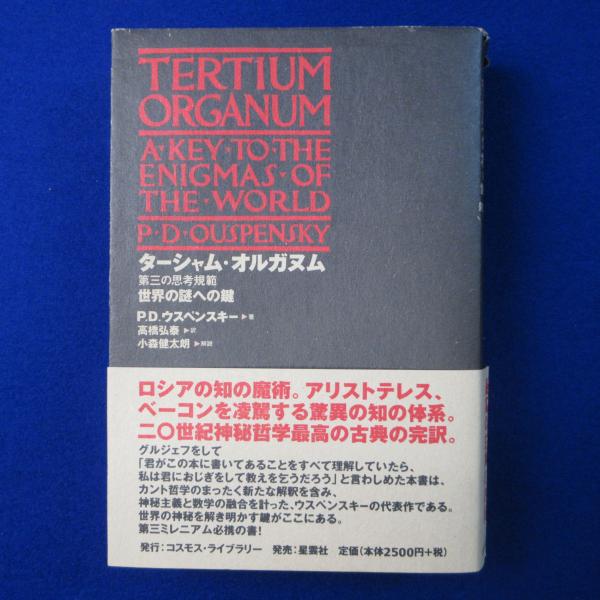 TERTIUM
ORGANUM
A·KEY·TO·THE
ENIGMAS·OF
THE·WORLD
P·D·OUSPENSKY
ターシャム・オルガヌム
第三の思考規範
世界の謎への鍵
P.D.ウスペンスキー▶著
高橋弘泰▶訳
小森健太朗▶解説
ロシアの知の魔術。アリストテレス、
ベーコンを凌駕する驚異の知の体系。
二〇世紀神秘哲学最高の古典の完訳。
グルジェフをして
「君がこの本に書いてあることをすべて理解していたら、
私は君におじぎをして教えを乞うだろう」と言わしめた本書は、
カント哲学のまったく新たな解釈を含み、
神秘主義と数学の融合を計った、ウスペンスキーの代表作である。
世界の神秘を解き明かす鍵がここにある。
第三ミレニアム必携の書!
発行:コスモス・ライブラリー 発売:星雲社 定価(本体2500円+税)